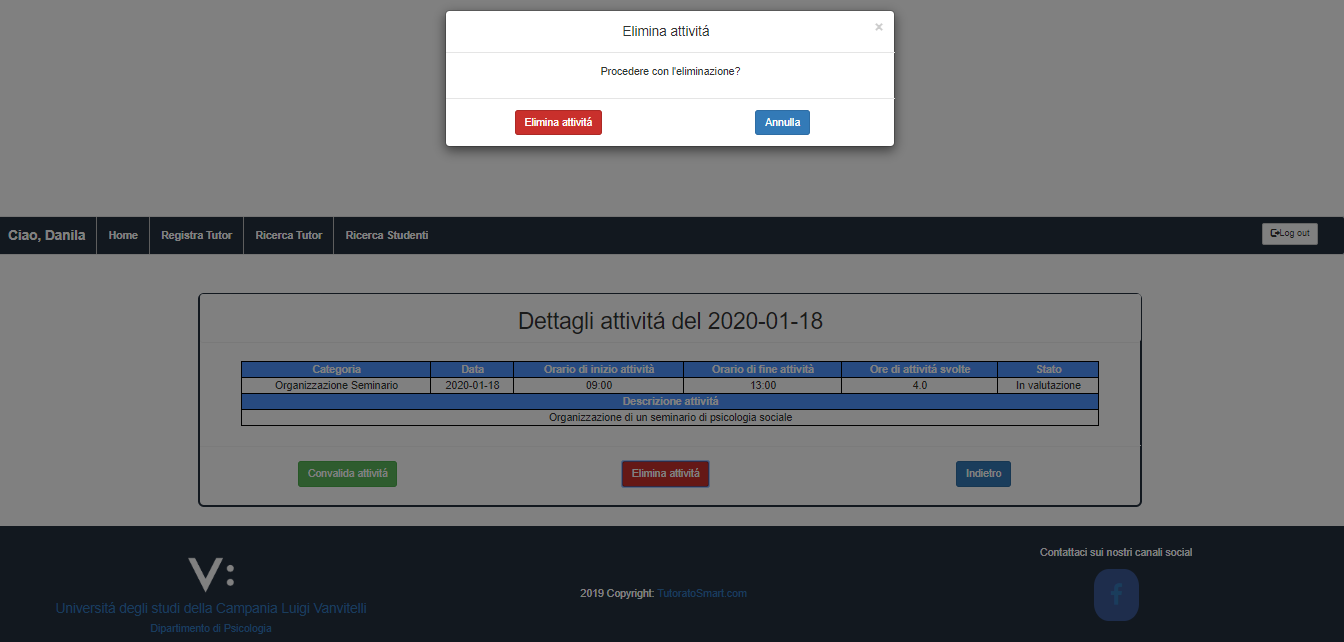 Elimina attivitá
×
Procedere con l'eliminazione?
Elimina attivitá Annulla
Ciao, Danila Home Registra Tutor Ricerca Tutor Ricerca Studenti Log out
Dettagli attivitá del 2020-01-18
Categoria Data Orario di inizio attività Orario di fine attività Ore di attività svolte Stato
Organizzazione Seminario 2020-01-18 09:00 13:00 4.0 In valutazione
Descrizione attivitá
Organizzazione di un seminario di psicologia sociale
Convalida attivitá Elimina attivitá Indietro
Contattaci sui nostri canali social
V:
2019 Copyright: TutoratoSmart.com
Universitá degli studi della Campania Luigi Vanvitelli
Dipartimento di Psicologia